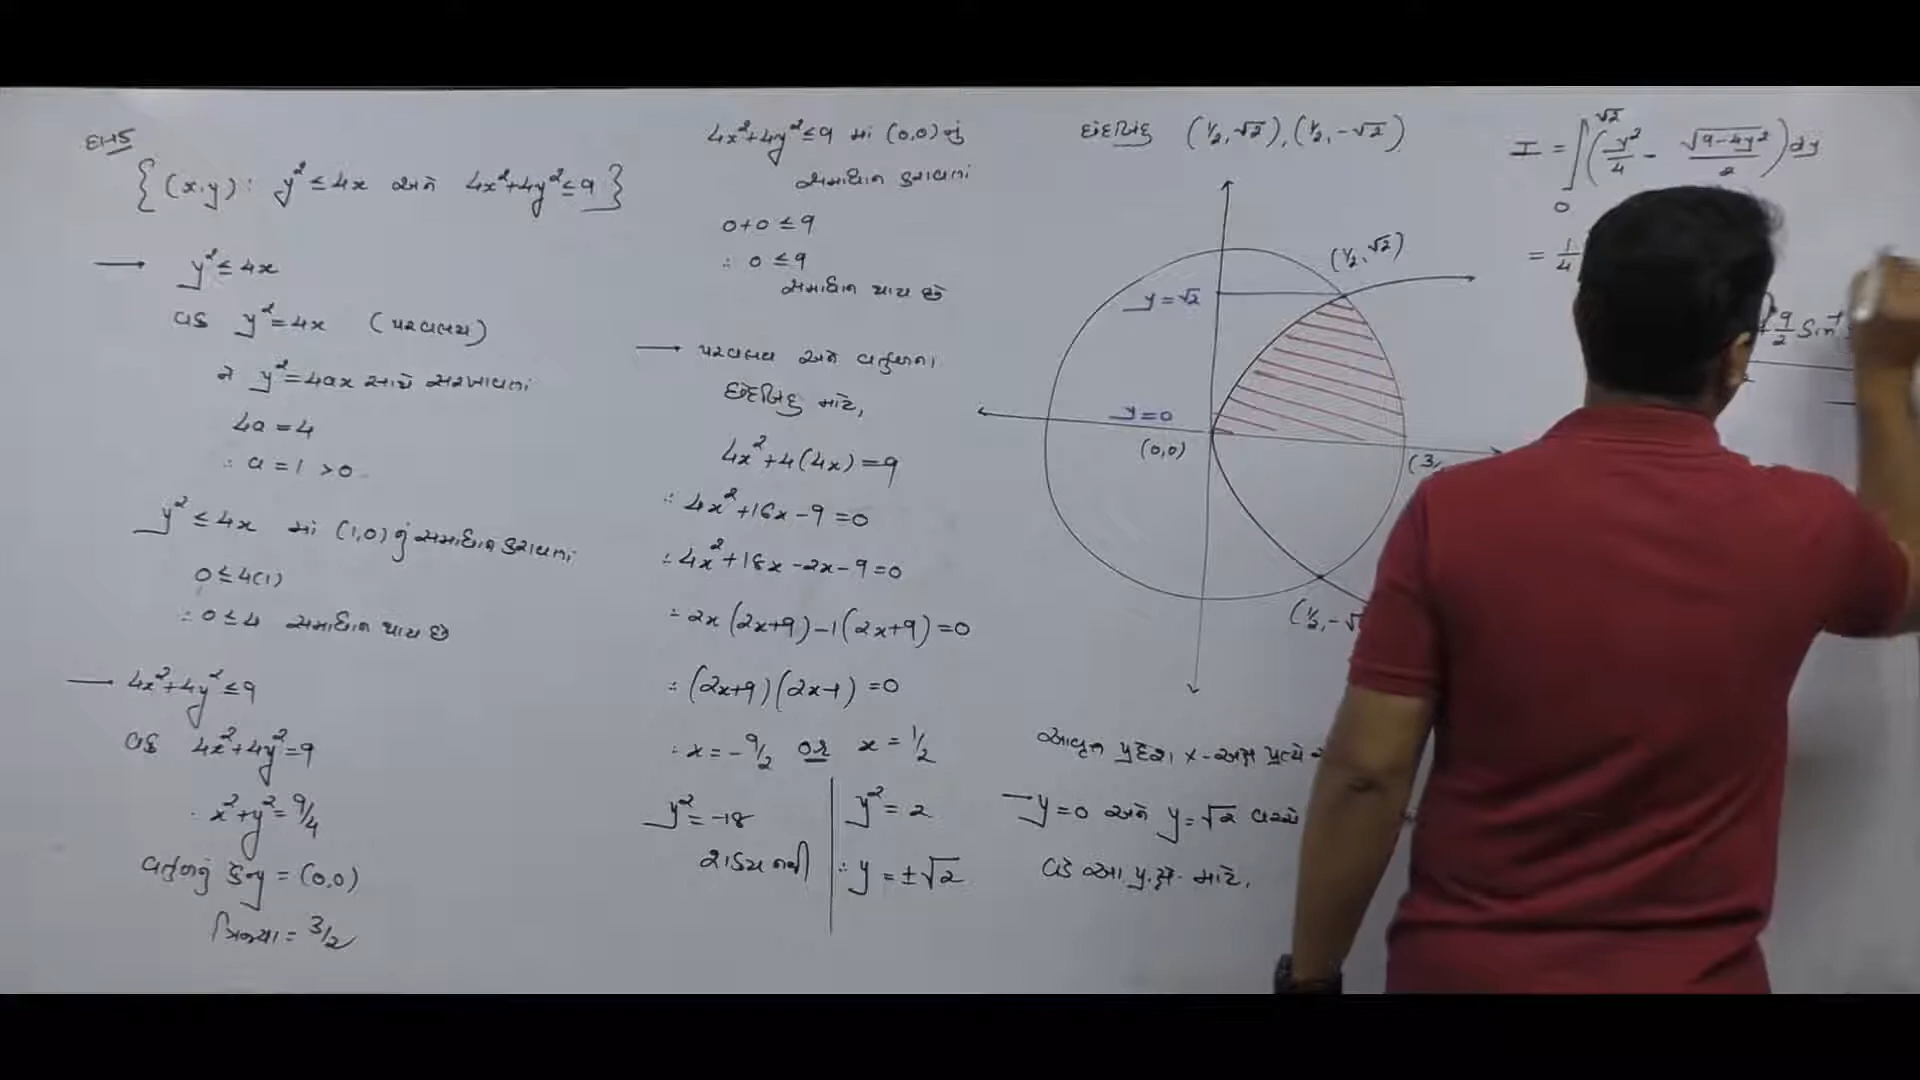 દા.5
{(x,y) : y² ≤ 4x અને 4x²+4y² ≤ 9}
→ y² ≤ 4x
વક્ર y² = 4x (પરવલય)
ને y² = 4ax સાથે સરખાવતાં
4a = 4
∴ a = 1 > 0
y² ≤ 4x માં (1,0) નું સમાધાન કરાવતાં
0 ≤ 4(1)
∴ 0 ≤ 4 સમાધાન થાય છે
→ 4x²+4y² ≤ 9
વક્ર 4x²+4y² = 9
∴ x²+y² = 9/4
વર્તુળનું કેન્દ્ર = (0,0)
ત્રિજ્યા = 3/2
4x²+4y² ≤ 9 માં (0,0) નું
સમાધાન કરાવતાં
0+0 ≤ 9
∴ 0 ≤ 9
સમાધાન થાય છે
→ પરવલય અને વર્તુળના
છેદબિંદુ માટે,
4x²+4(4x) = 9
∴ 4x²+16x-9 = 0
∴ 4x²+18x-2x-9 = 0
∴ 2x(2x+9)-1(2x+9) = 0
∴ (2x+9)(2x-1) = 0
∴ x = -9/2 or x = 1/2
y² = -18
શક્ય નથી
y² = 2
∴ y = ±√2
છેદબિંદુ (1/2, √2), (1/2, -√2)
(1/2, √2)
y = √2
y = 0
(0,0)
(3/
(1/2, -√
આવૃત્ત પ્રદેશ x-અક્ષ પ્રત્યે
→ y = 0 અને y = √2 વચ્ચે
વડે આ.પ્ર.ક્ષે. માટે,
I = ∫₀^√2 (y²/4 - √(9-4y²)/2) dy
= 1/4
+ 9/2 Sin⁻¹